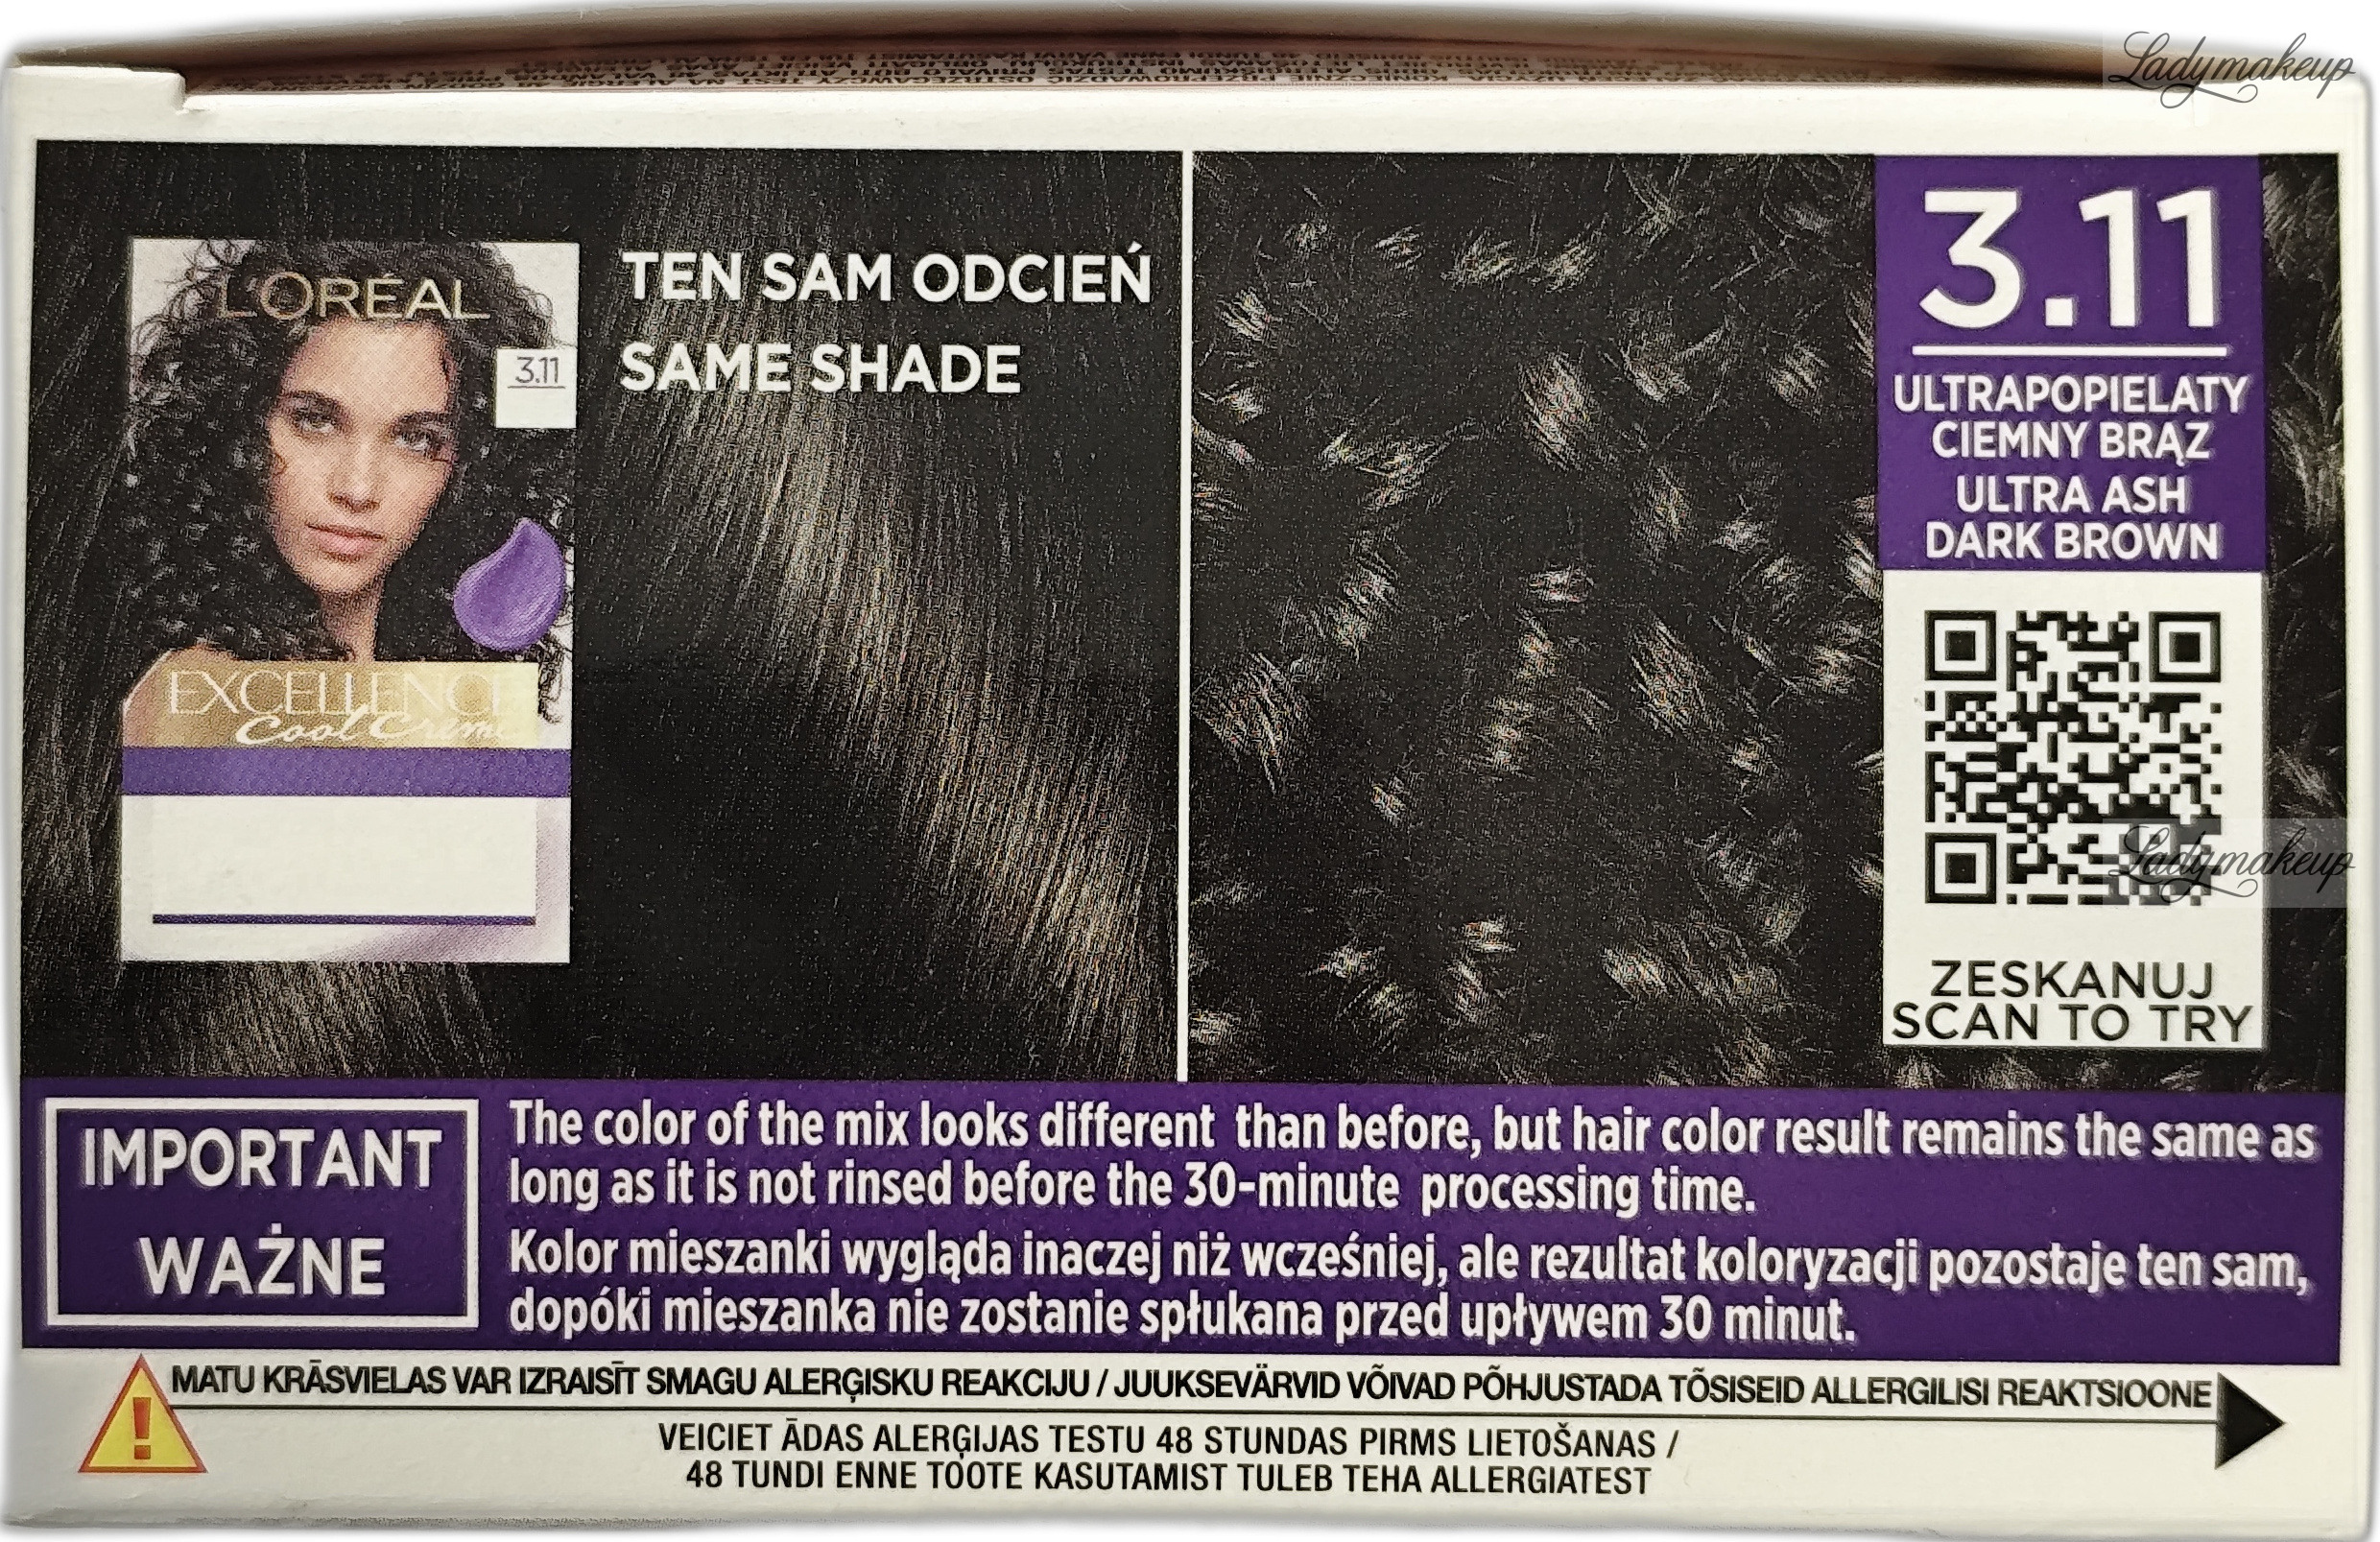 Ladymakeup
L'ORÉAL
3.11
EXCELLENCE
Cool Creme
TEN SAM ODCIEŃ
SAME SHADE
3.11
ULTRAPOPIELATY
CIEMNY BRĄZ
ULTRA ASH
DARK BROWN
Ladymakeup
ZESKANUJ
SCAN TO TRY
IMPORTANT
WAŻNE
The color of the mix looks different than before, but hair color result remains the same as
long as it is not rinsed before the 30-minute processing time.
Kolor mieszanki wygląda inaczej niż wcześniej, ale rezultat koloryzacji pozostaje ten sam,
dopóki mieszanka nie zostanie spłukana przed upływem 30 minut.
MATU KRĀSVIELAS VAR IZRAISĪT SMAGU ALERĢISKU REAKCIJU / JUUKSEVÄRVID VÕIVAD PÕHJUSTADA TÕSISEID ALLERGILISI REAKTSIOONE
VEICIET ĀDAS ALERĢIJAS TESTU 48 STUNDAS PIRMS LIETOŠANAS /
48 TUNDI ENNE TOOTE KASUTAMIST TULEB TEHA ALLERGIATEST